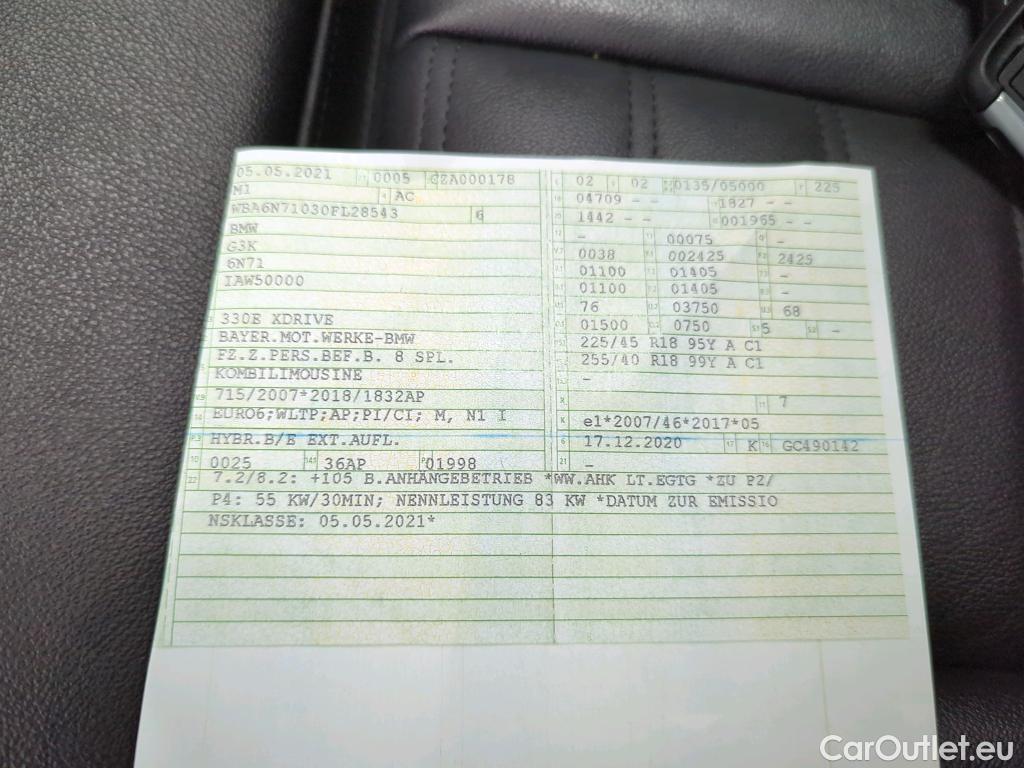 05.05.2021 0005 CZA000178
M1 AC
WBA6N71030FL28543 6
BMW
G3K
6N71
IAW50000
330E XDRIVE
BAYER.MOT.WERKE-BMW
FZ.Z.PERS.BEF.B. 8 SPL.
KOMBILIMOUSINE
715/2007*2018/1832AP
EURO6;WLTP;AP;PI/CI; M, N1 I
HYBR.B/E EXT.AUFL.
0025 36AP 01998
02 02 0135/05000 225
04709 - - 1827 - -
1442 - - 001965 - -
- 00075 -
0038 002425 2425
01100 01405 -
01100 01405 -
76 03750 68
01500 0750 5 -
225/45 R18 95Y A C1
255/40 R18 99Y A C1
-
7
e1*2007/46*2017*05
17.12.2020 K GC490142
-
7.2/8.2: +105 B.ANHÄNGEBETRIEB *WW.AHK LT.EGTG *ZU P2/
P4: 55 KW/30MIN; NENNLEISTUNG 83 KW *DATUM ZUR EMISSIO
NSKLASSE: 05.05.2021*
CarOutlet.eu